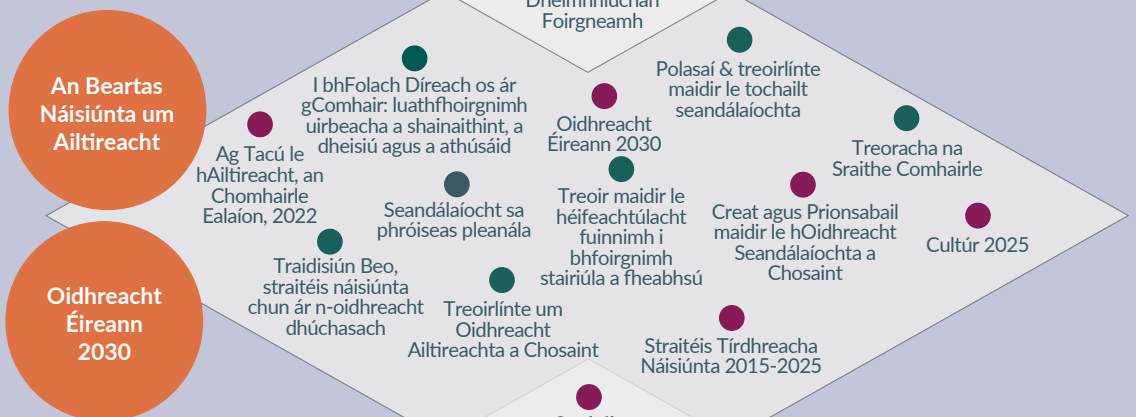 Dheimhniúchán
Foirgneamh
An Beartas
Náisiúnta um
Ailtireacht
I bhFolach Díreach os ár
gComhair: luathfhoirgnimh
uirbeacha a shainaithint, a
dheisiú agus a athúsáid
Polasaí & treoirlínte
maidir le tochailt
seandálaíochta
Ag Tacú le
hAiltireacht, an
Chomhairle
Ealaíon, 2022
Oidhreacht
Éireann 2030
Treoracha na
Sraithe Comhairle
Seandálaíocht sa
phróiseas pleanála
Treoir maidir le
héifeachtúlacht
fuinnimh i
bhfoirgnimh
stairiúla a fheabhsú
Creat agus Prionsabail
maidir le hOidhreacht
Seandálaíochta a
Chosaint
Cultúr 2025
Traidisiún Beo,
straitéis náisiúnta
chun ár n-oidhreacht
dhúchasach
Treoirlínte um
Oidhreacht
Ailtireachta a Chosaint
Straitéis Tírdhreacha
Náisiúnta 2015-2025
Oidhreacht
Éireann
2030